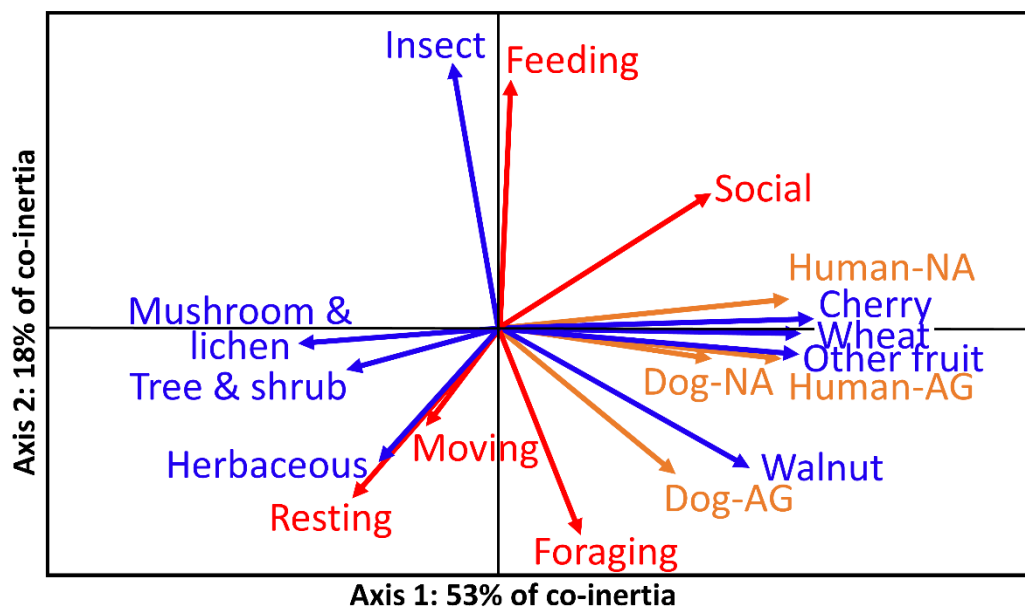 Insect
Feeding
Social
Human-NA
Cherry
Wheat
Other fruit
Human-AG
Dog-NA
Mushroom &
lichen
Tree & shrub
Herbaceous
Moving
Resting
Walnut
Dog-AG
Foraging
Axis 2: 18% of co-inertia
Axis 1: 53% of co-inertia